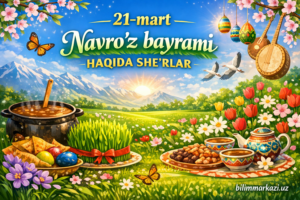 21-mart
Navro'z bayrami
HAQIDA SHE'RLAR
bilimmarkazi.uz